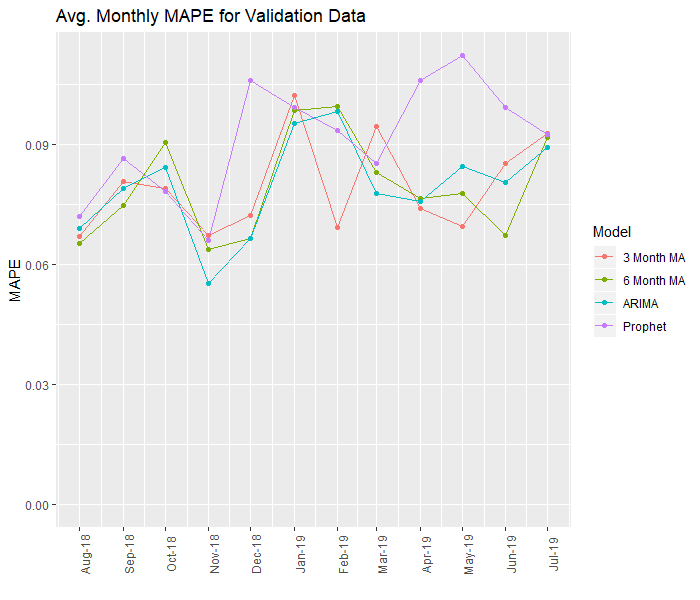 Avg. Monthly MAPE for Validation Data
MAPE
0.09
0.06
0.03
0.00
Aug-18
Sep-18
Oct-18
Nov-18
Dec-18
Jan-19
Feb-19
Mar-19
Apr-19
May-19
Jun-19
Jul-19
Model
3 Month MA
6 Month MA
ARIMA
Prophet